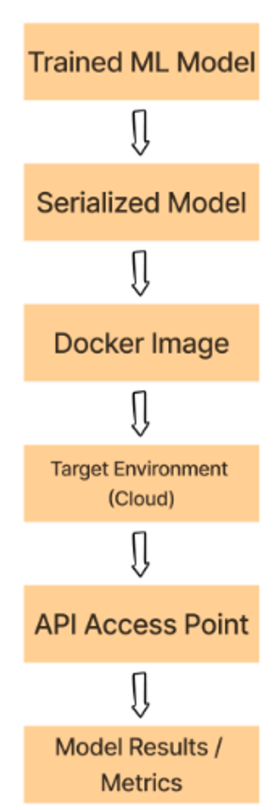 Trained ML Model
Serialized Model
Docker Image
Target Environment
(Cloud)
API Access Point
Model Results /
Metrics